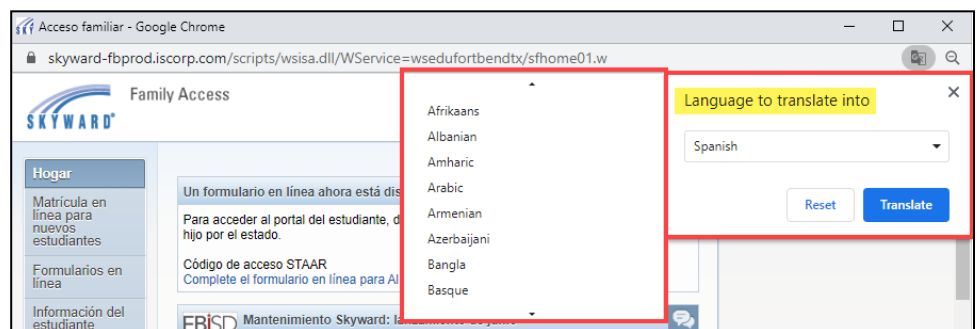 Acceso familiar - Google Chrome
skyward-fbprod.iscorp.com/scripts/wsisa.dll/WService=wsedufortbendtx/sfhome01.w
SKYWARD®
Family Access
Hogar
Matrícula en
línea para
nuevos
estudiantes
Formularios en
línea
Información del
estudiante
Un formulario en línea ahora está
Para acceder al portal del estudiante,
hijo por el estado.
Código de acceso STAAR
Complete el formulario en línea para
FBISD Mantenimiento Skyward:
Afrikaans
Albanian
Amharic
Arabic
Armenian
Azerbaijani
Bangla
Basque
Language to translate into
Spanish
Reset Translate